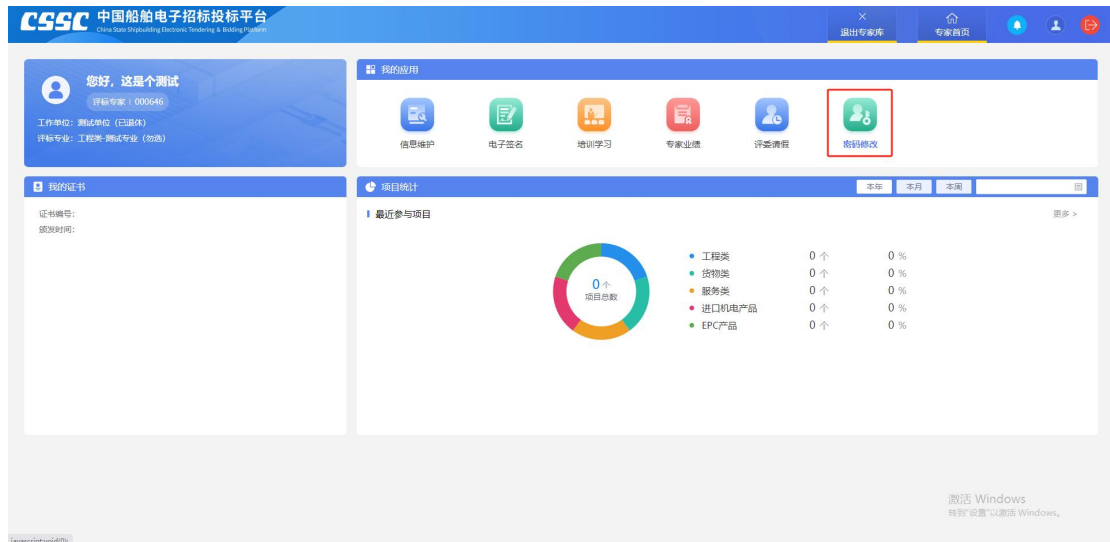 CSSC 中国船舶电子招标投标平台
China State Shipbuilding Electronic Tendering & Bidding Platform
退出专家库
专家首页
您好，这是个测试
评标专家 | 000646
工作单位：测试单位（已退休）
评标专业：工程类-测试专业（勿选）
我的应用
信息维护 电子签名 培训学习 专家业绩 评委请假 密码修改
我的证书
证书编号：
颁发时间：
项目统计 本年 本月 本周
最近参与项目 更多 >
0 个
项目总数
工程类 0 个 0 %
货物类 0 个 0 %
服务类 0 个 0 %
进口机电产品 0 个 0 %
EPC产品 0 个 0 %
激活 Windows
转到"设置"以激活 Windows。
javascript:void(0);